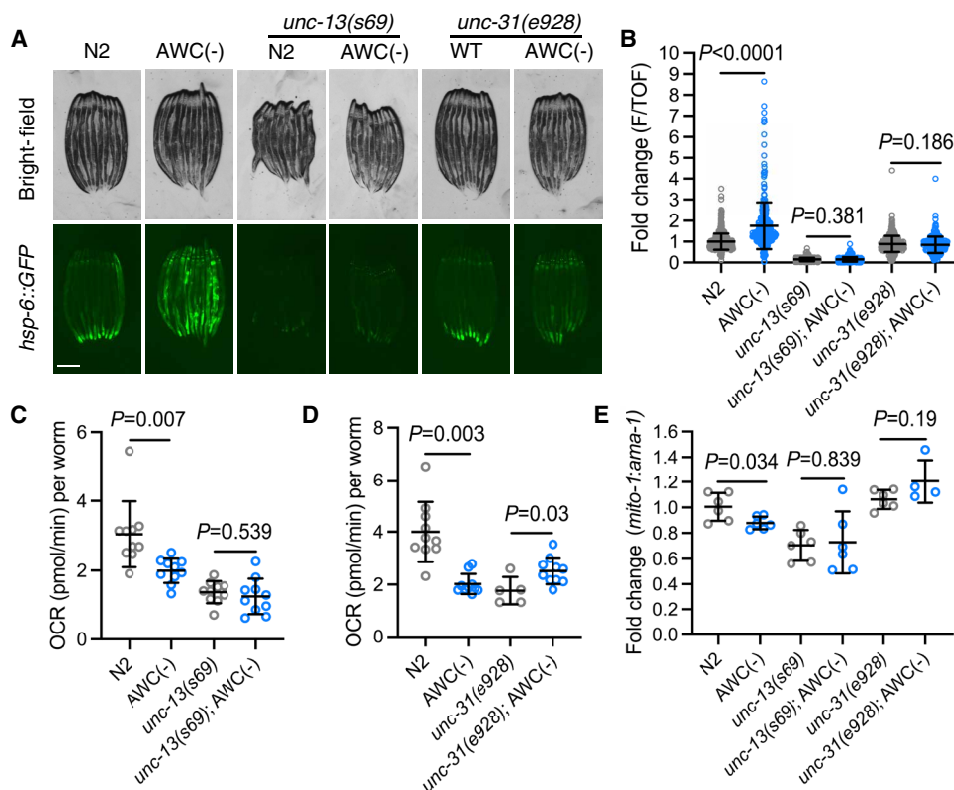 A
unc-13(s69)
unc-31(e928)
N2
AWC(-)
N2
AWC(-)
WT
AWC(-)
Bright-field
hsp-6::GFP
B
P<0.0001
P=0.381
P=0.186
Fold change (F/TOF)
10
9
8
7
6
5
4
3
2
1
0
N2
AWC(-)
unc-13(s69)
unc-13(s69); AWC(-)
unc-31(e928)
unc-31(e928); AWC(-)
C
P=0.007
P=0.539
OCR (pmol/min) per worm
6
4
2
0
N2
AWC(-)
unc-13(s69)
unc-13(s69); AWC(-)
D
P=0.003
P=0.03
OCR (pmol/min) per worm
8
6
4
2
0
N2
AWC(-)
unc-31(e928)
unc-31(e928); AWC(-)
E
P=0.034
P=0.839
P=0.19
Fold change (mito-1:ama-1)
1.6
1.4
1.2
1.0
0.8
0.6
0.4
0.2
0.0
N2
AWC(-)
unc-13(s69)
unc-13(s69); AWC(-)
unc-31(e928)
unc-31(e928); AWC(-)